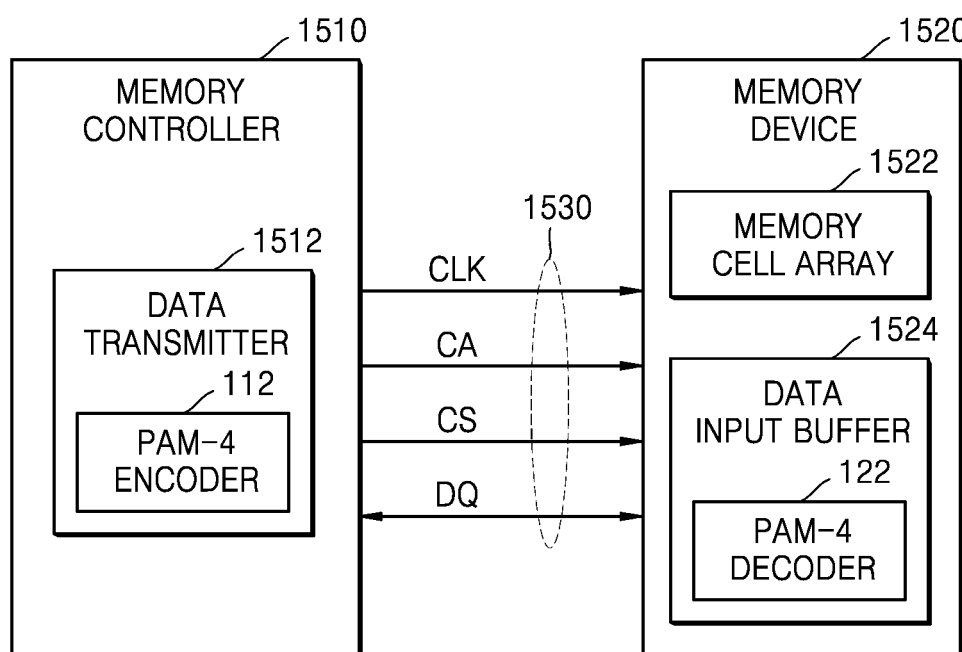 1510
MEMORY
CONTROLLER
1512
DATA
TRANSMITTER
112
PAM-4
ENCODER
1530
CLK
CA
CS
DQ
1520
MEMORY
DEVICE
1522
MEMORY
CELL ARRAY
1524
DATA
INPUT BUFFER
122
PAM-4
DECODER